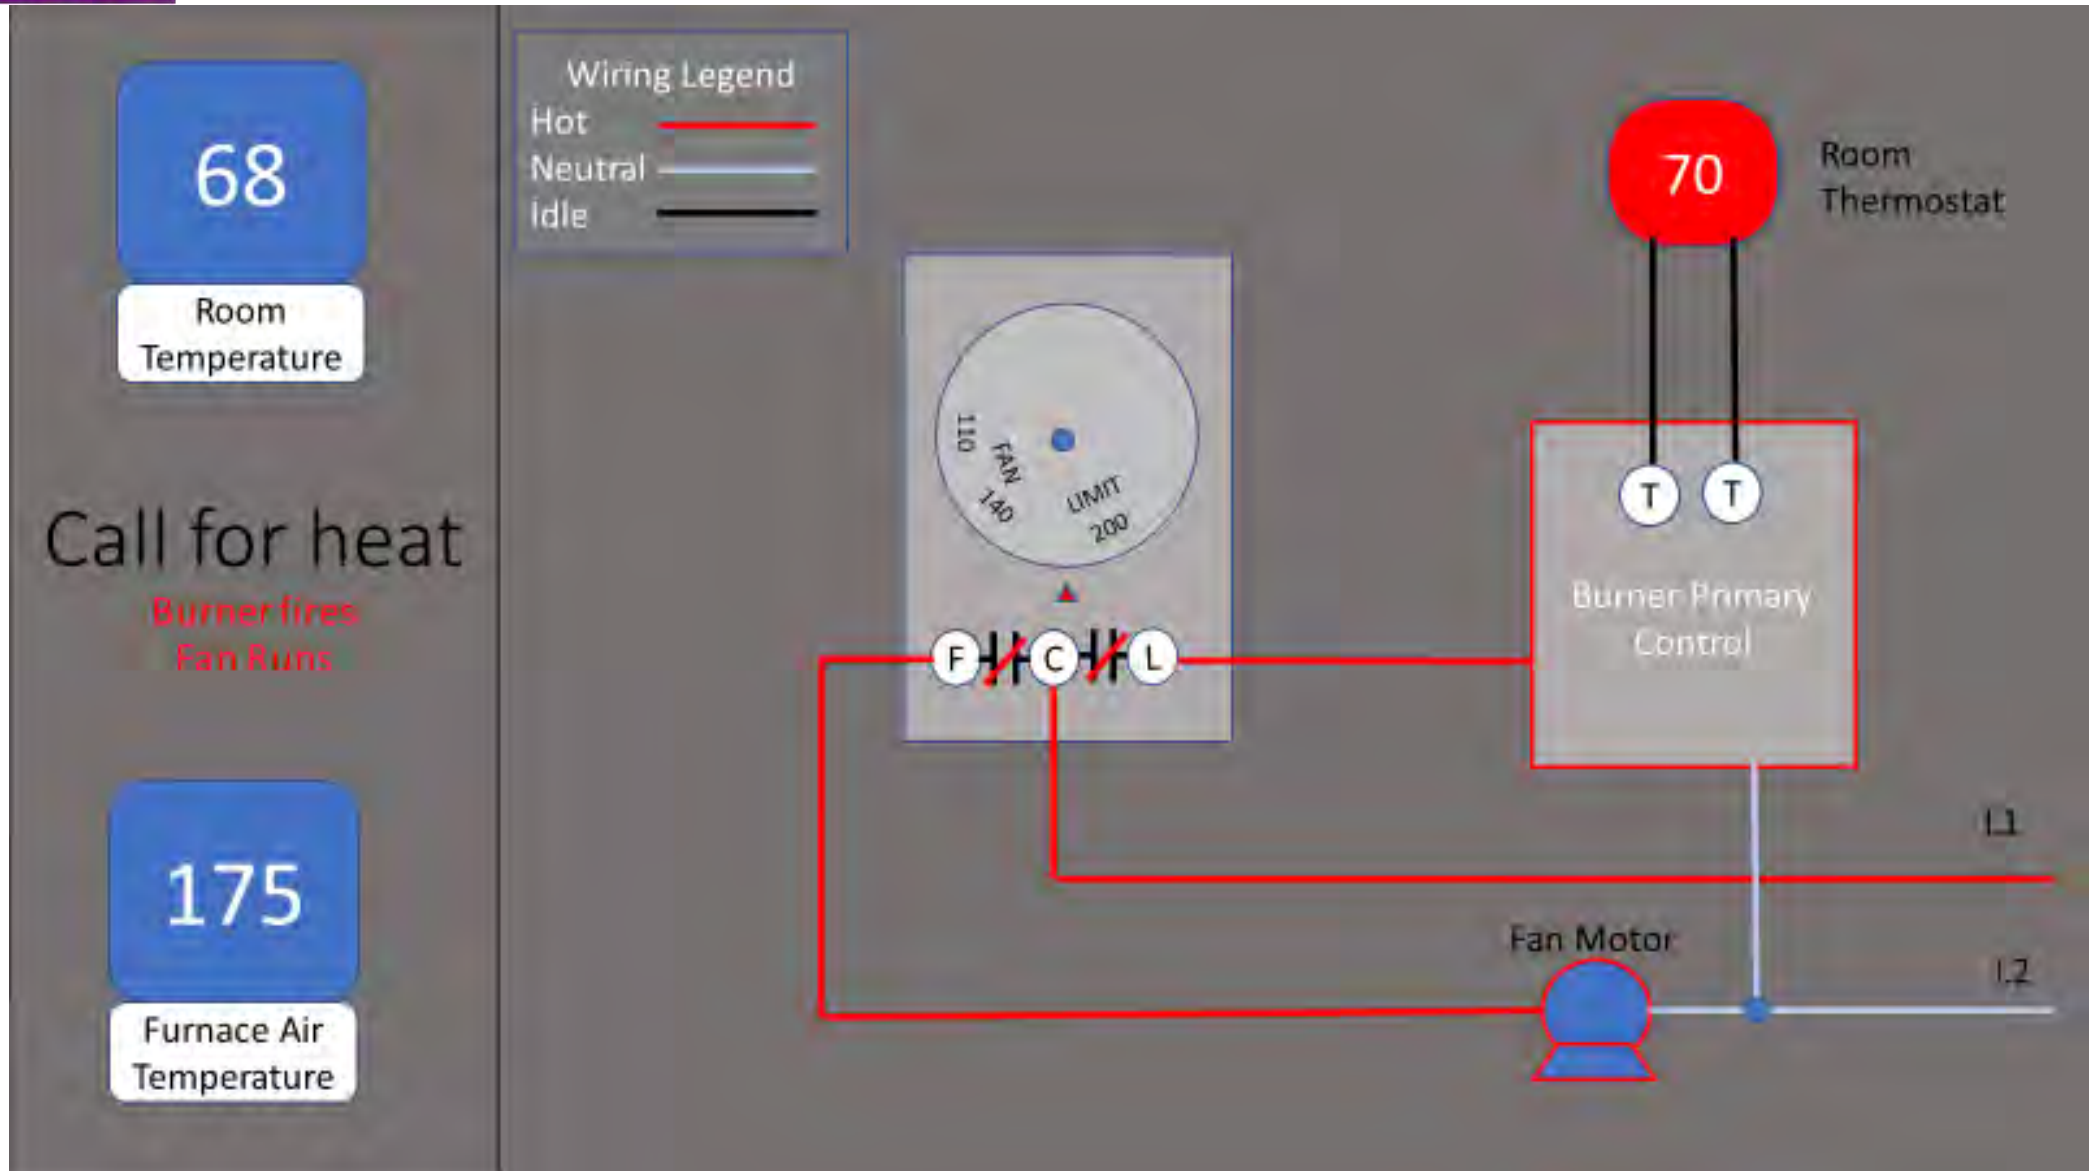 68
Room
Temperature
Call for heat
Burner fires
Fan Runs
175
Furnace Air
Temperature
Wiring Legend
Hot
Neutral
Idle
110
FAN
140
LIMIT
200
F
C
L
70
Room
Thermostat
T
T
Burner Primary
Control
L1
Fan Motor
L2